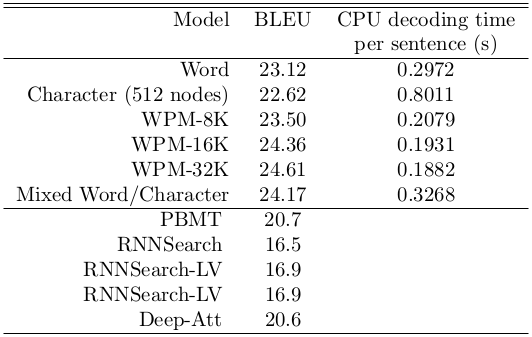 Model BLEU CPU decoding time
per sentence (s)
Word 23.12 0.2972
Character (512 nodes) 22.62 0.8011
WPM-8K 23.50 0.2079
WPM-16K 24.36 0.1931
WPM-32K 24.61 0.1882
Mixed Word/Character 24.17 0.3268
PBMT 20.7
RNNSearch 16.5
RNNSearch-LV 16.9
RNNSearch-LV 16.9
Deep-Att 20.6